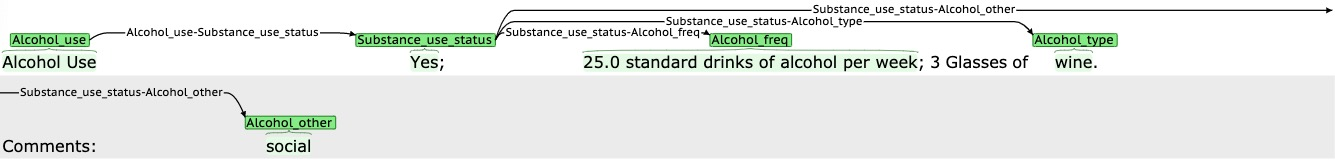 Substance_use_status-Alcohol_other
Substance_use_status-Alcohol_type
Alcohol_use-Substance_use_status Substance_use_status-Alcohol_freq
Alcohol_use Substance_use_status Alcohol_freq Alcohol_type
Alcohol Use Yes; 25.0 standard drinks of alcohol per week; 3 Glasses of wine.
Substance_use_status-Alcohol_other
Alcohol_other
Comments: social